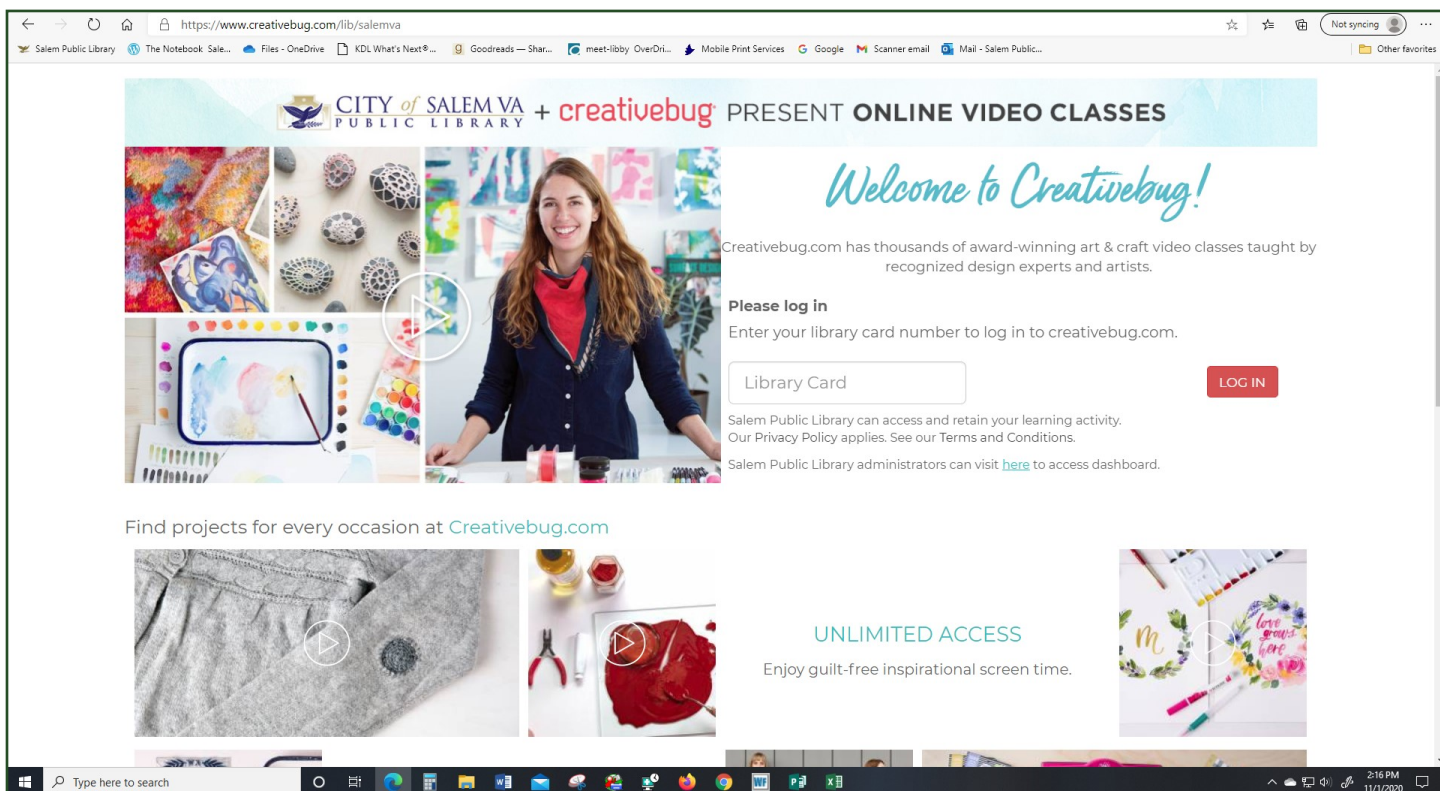 https://www.creativebug.com/lib/salemva
Not syncing
Salem Public Library
The Notebook Sale...
Files - OneDrive
KDL What's Next®...
Goodreads — Shar...
meet-libby OverDri...
Mobile Print Services
Google
Scanner email
Mail - Salem Public...
Other favorites
CITY of SALEM VA
PUBLIC LIBRARY
+ creativebug PRESENT ONLINE VIDEO CLASSES
Welcome to Creativebug!
Creativebug.com has thousands of award-winning art & craft video classes taught by
recognized design experts and artists.
Please log in
Enter your library card number to log in to creativebug.com.
Library Card
LOG IN
Salem Public Library can access and retain your learning activity.
Our Privacy Policy applies. See our Terms and Conditions.
Salem Public Library administrators can visit here to access dashboard.
Find projects for every occasion at Creativebug.com
UNLIMITED ACCESS
Enjoy guilt-free inspirational screen time.
m
love
grows
here
Type here to search
2:16 PM
11/1/2020